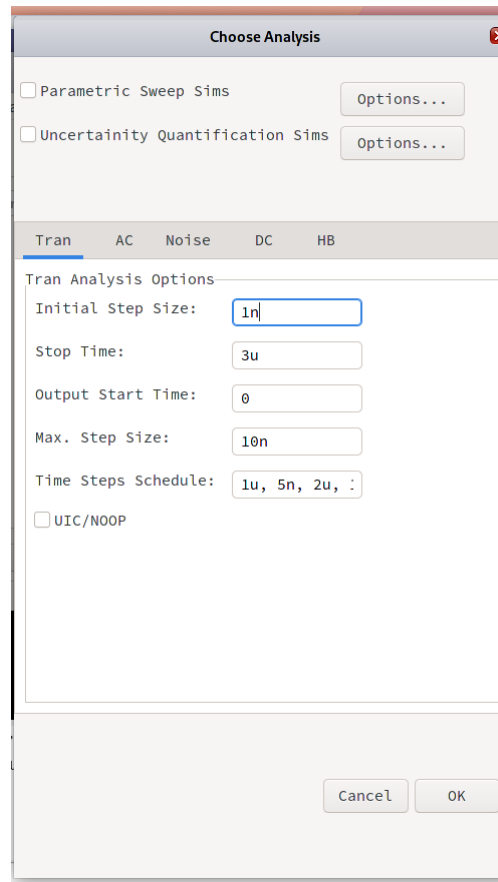 Choose Analysis
Parametric Sweep Sims
Options...
Uncertainity Quantification Sims
Options...
Tran AC Noise DC HB
Tran Analysis Options
Initial Step Size: 1n
Stop Time: 3u
Output Start Time: 0
Max. Step Size: 10n
Time Steps Schedule: 1u, 5n, 2u,
UIC/NOOP
Cancel OK